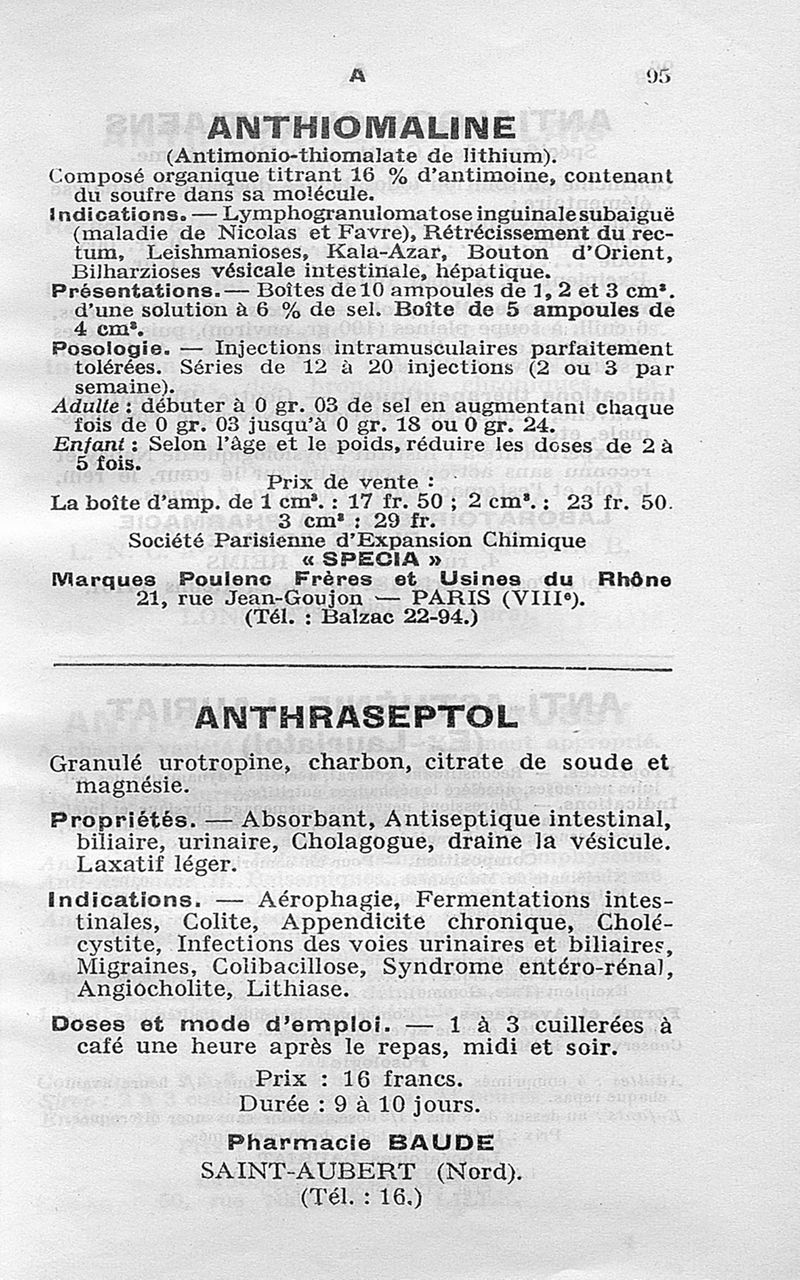 A 95
ANTHIOMALINE
(Antimonio-thiomalate de lithium).
Composé organique titrant 16 % d'antimoine, contenant
du soufre dans sa molécule.
Indications. — Lymphogranulomatose inguinale subaiguë
(maladie de Nicolas et Favre), Rétrécissement du rec-
tum, Leishmanioses, Kala-Azar, Bouton d'Orient,
Bilharzioses vésicale intestinale, hépatique.
Présentations. — Boîtes de 10 ampoules de 1, 2 et 3 cm³.
d'une solution à 6 % de sel. Boîte de 5 ampoules de
4 cm³.
Posologie. — Injections intramusculaires parfaitement
tolérées. Séries de 12 à 20 injections (2 ou 3 par
semaine).
Adulte : débuter à 0 gr. 03 de sel en augmentant chaque
fois de 0 gr. 03 jusqu'à 0 gr. 18 ou 0 gr. 24.
Enfant : Selon l'âge et le poids, réduire les doses de 2 à
5 fois.
Prix de vente :
La boîte d'amp. de 1 cm³. : 17 fr. 50 ; 2 cm³. : 23 fr. 50.
3 cm³ : 29 fr.
Société Parisienne d'Expansion Chimique
« SPECIA »
Marques Poulenc Frères et Usines du Rhône
21, rue Jean-Goujon — PARIS (VIIIe).
(Tél. : Balzac 22-94.)
ANTHRASEPTOL
Granulé urotropine, charbon, citrate de soude et
magnésie.
Propriétés. — Absorbant, Antiseptique intestinal,
biliaire, urinaire, Cholagogue, draine la vésicule.
Laxatif léger.
Indications. — Aérophagie, Fermentations intes-
tinales, Colite, Appendicite chronique, Cholé-
cystite, Infections des voies urinaires et biliaires,
Migraines, Colibacillose, Syndrome entéro-rénal,
Angiocholite, Lithiase.
Doses et mode d'emploi. — 1 à 3 cuillerées à
café une heure après le repas, midi et soir.
Prix : 16 francs.
Durée : 9 à 10 jours.
Pharmacie BAUDE
SAINT-AUBERT (Nord).
(Tél. : 16.)